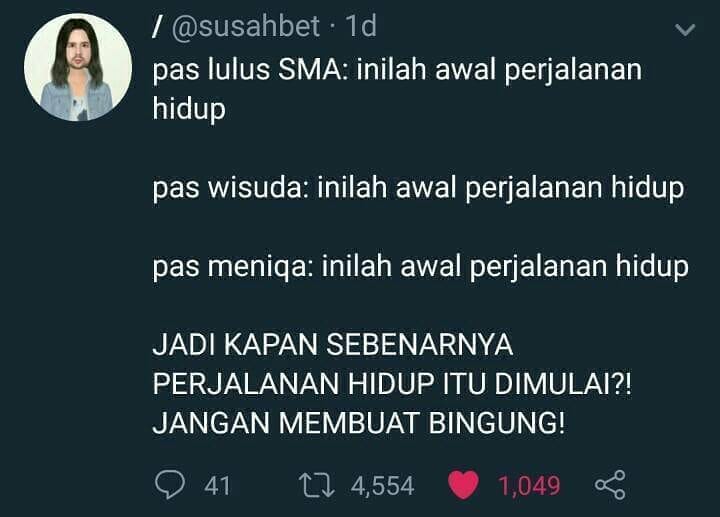 / @susahbet · 1d
pas lulus SMA: inilah awal perjalanan
hidup
pas wisuda: inilah awal perjalanan hidup
pas meniqa: inilah awal perjalanan hidup
JADI KAPAN SEBENARNYA
PERJALANAN HIDUP ITU DIMULAI?!
JANGAN MEMBUAT BINGUNG!
41 4,554 1,049